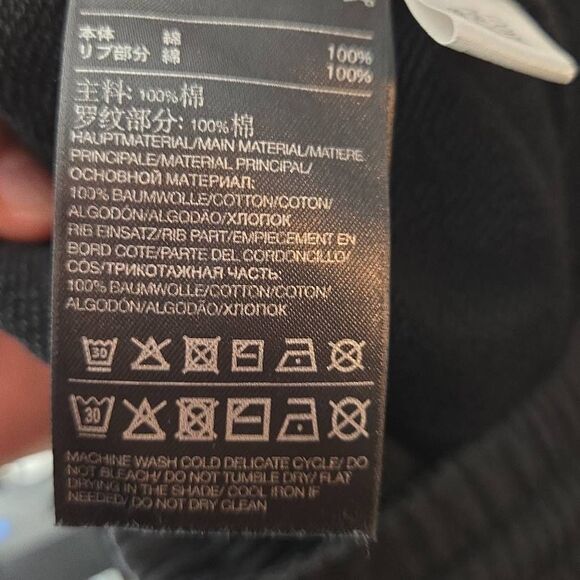 本体 綿 100%
リブ部分 綿 100%
主料: 100%棉
罗纹部分: 100%棉
HAUPTMATERIAL/MAIN MATERIAL/MATIERE
PRINCIPALE/MATERIAL PRINCIPAL/
ОСНОВНОЙ МАТЕРИАЛ:
100% BAUMWOLLE/COTTON/COTON/
ALGODÓN/ALGODÃO/ХЛОПОК
RIB EINSATZ/RIB PART/EMPIECEMENT EN
BORD COTE/PARTE DEL CORDONCILLO/
COS/ТРИКОТАЖНАЯ ЧАСТЬ:
100% BAUMWOLLE/COTTON/COTON/
ALGODÓN/ALGODÃO/ХЛОПОК
30
30
MACHINE WASH COLD DELICATE CYCLE/ DO
NOT BLEACH/ DO NOT TUMBLE DRY/ FLAT
DRYING IN THE SHADE/ COOL IRON IF
NEEDED/ DO NOT DRY CLEAN